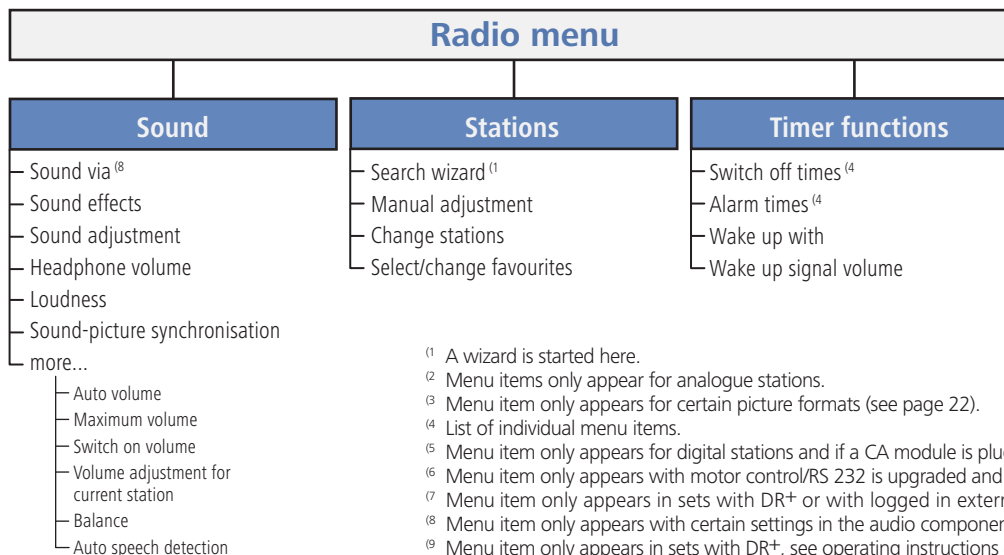 Radio menu
Sound
Sound via (8
Sound effects
Sound adjustment
Headphone volume
Loudness
Sound-picture synchronisation
more...
Auto volume
Maximum volume
Switch on volume
Volume adjustment for
current station
Balance
Auto speech detection
Stations
Search wizard (1
Manual adjustment
Change stations
Select/change favourites
Timer functions
Switch off times (4
Alarm times (4
Wake up with
Wake up signal volume
(1 A wizard is started here.
(2 Menu items only appear for analogue stations.
(3 Menu item only appears for certain picture formats (see page 22).
(4 List of individual menu items.
(5 Menu item only appears for digital stations and if a CA module is
(6 Menu item only appears with motor control/RS 232 is upgraded and
(7 Menu item only appears in sets with DR+ or with logged in
(8 Menu item only appears with certain settings in the audio
(9 Menu item only appears in sets with DR+, see operating instructions